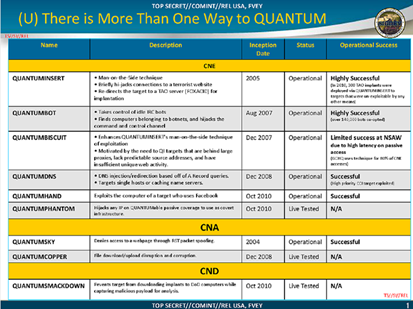 TOP SECRET//COMINT//REL USA, FVEY
(U) There is More Than One Way to QUANTUM
TS//SI//REL
Name Description Inception Date Status Operational Success
CNE
QUANTUMINSERT
• Man-on-the-Side technique
• Briefly hi-jacks connections to a terrorist website
• Re-directs the target to a TAO server (FOXACID) for implantation
2005 Operational
Highly Successful
(In 2010, 300 TAO implants were deployed via QUANTUMINSERT to targets that were un-exploitable by any other means)
QUANTUMBOT
• Takes control of idle IRC bots
• Finds computers belonging to botnets, and hijacks the command and control channel
Aug 2007 Operational
Highly Successful
(over 140,000 bots co-opted)
QUANTUMBISCUIT
• Enhances QUANTUMINSERT's man-on-the-side technique of exploitation
• Motivated by the need to QI targets that are behind large proxies, lack predictable source addresses, and have insufficient unique web activity.
Dec 2007 Operational
Limited success at NSAW due to high latency on passive access
(GCHQ uses technique for 80% of CNE accesses)
QUANTUMDNS
• DNS injection/redirection based off of A Record queries.
• Targets single hosts or caching name servers.
Dec 2008 Operational
Successful
(High priority CCI target exploited)
QUANTUMHAND
Exploits the computer of a target who uses Facebook
Oct 2010 Operational Successful
QUANTUMPHANTOM
Hijacks any IP on QUANTUMable passive coverage to use as covert infrastructure.
Oct 2010 Live Tested N/A
CNA
QUANTUMSKY
Denies access to a webpage through RST packet spoofing.
2004 Operational Successful
QUANTUMCOPPER
File download/upload disruption and corruption.
Dec 2008 Live Tested N/A
CND
QUANTUMSMACKDOWN
Prevents target from downloading implants to DoD computers while capturing malicious payload for analysis.
Oct 2010 Live Tested N/A
TS//SI//REL
TOP SECRET//COMINT//REL USA, FVEY
1